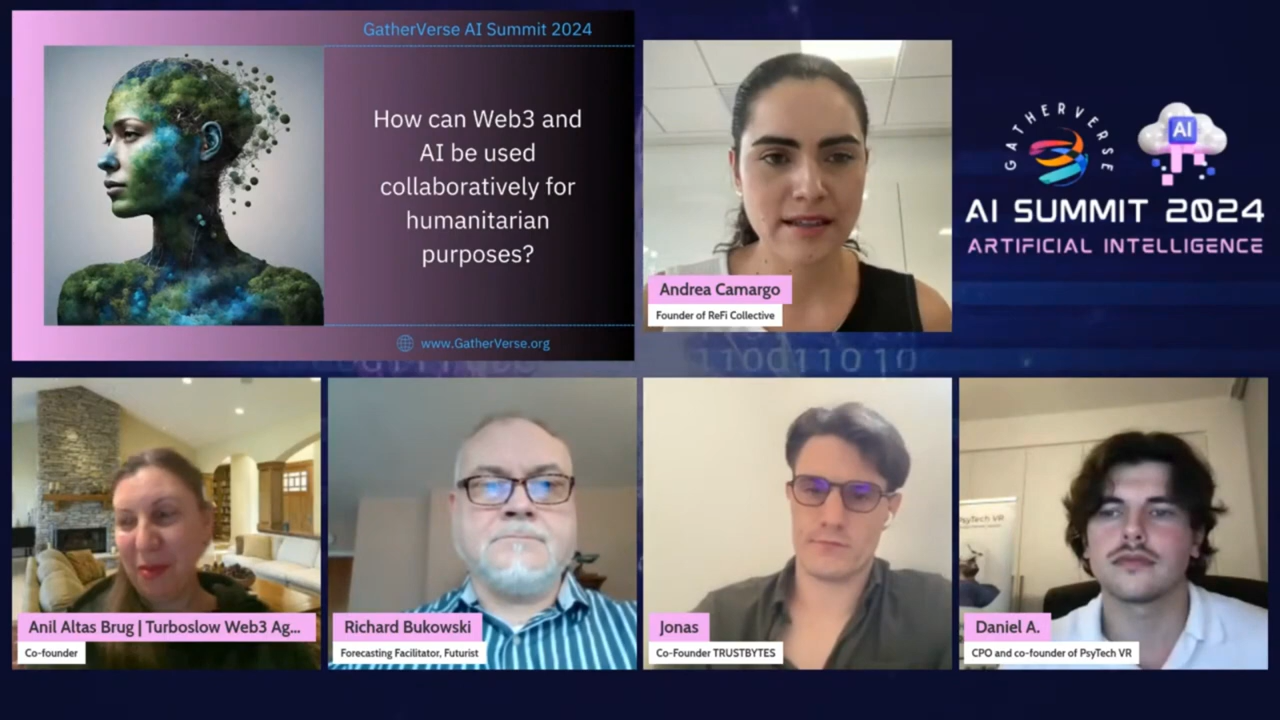 GatherVerse AI Summit 2024
How can Web3 and
AI be used
collaboratively for
humanitarian
purposes?
www.GatherVerse.org
Andrea Camargo
Founder of ReFi Collective
GATHERVERSE
AI
AI SUMMIT 2024
ARTIFICIAL INTELLIGENCE
Anil Altas Brug | Turboslow Web3 Ag...
Co-founder
Richard Bukowski
Forecasting Facilitator, Futurist
Jonas
Co-Founder TRUSTBYTES
PsyTech VR
Daniel A.
CPO and co-founder of PsyTech VR